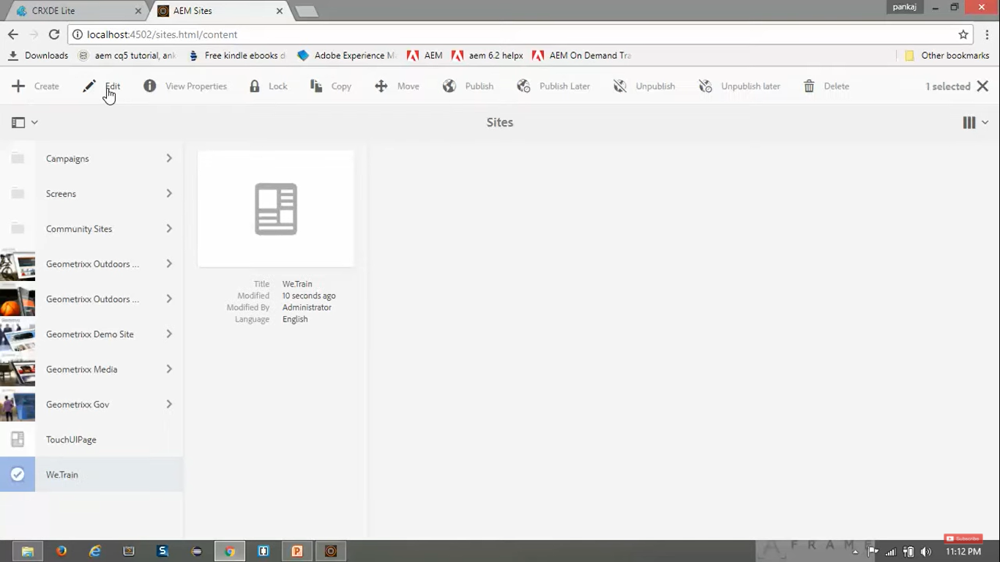 CRXDE Lite
AEM Sites
pankaj
localhost:4502/sites.html/content
Downloads
aem cq5 tutorial, ank
Free kindle ebooks d
Adobe Experience M
AEM
aem 6.2 helpx
AEM On Demand Tra
Other bookmarks
Create
Edit
View Properties
Lock
Copy
Move
Publish
Publish Later
Unpublish
Unpublish later
Delete
1 selected
Sites
Campaigns
Screens
Community Sites
Geometrixx Outdoors ...
Geometrixx Outdoors ...
Geometrixx Demo Site
Geometrixx Media
Geometrixx Gov
TouchUIPage
We.Train
Title We.Train
Modified 10 seconds ago
Modified By Administrator
Language English
Subscribe
A FRAME
11:12 PM